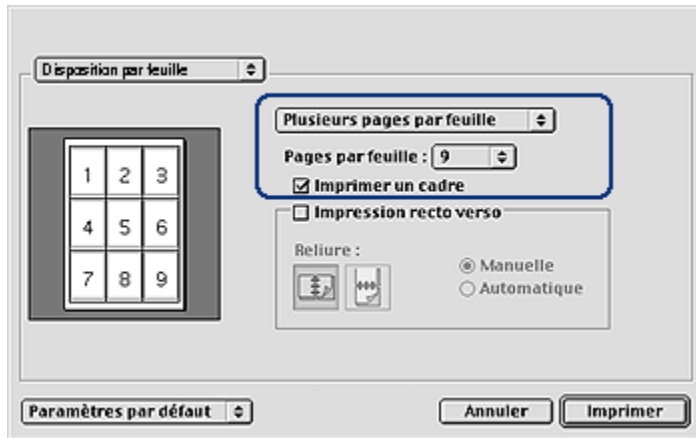 Disposition par feuille
Plusieurs pages par feuille
Pages par feuille : 9
Imprimer un cadre
1 2 3
4 5 6
7 8 9
Impression recto verso
Reliure :
Manuelle
Automatique
Paramètres par défaut
Annuler
Imprimer